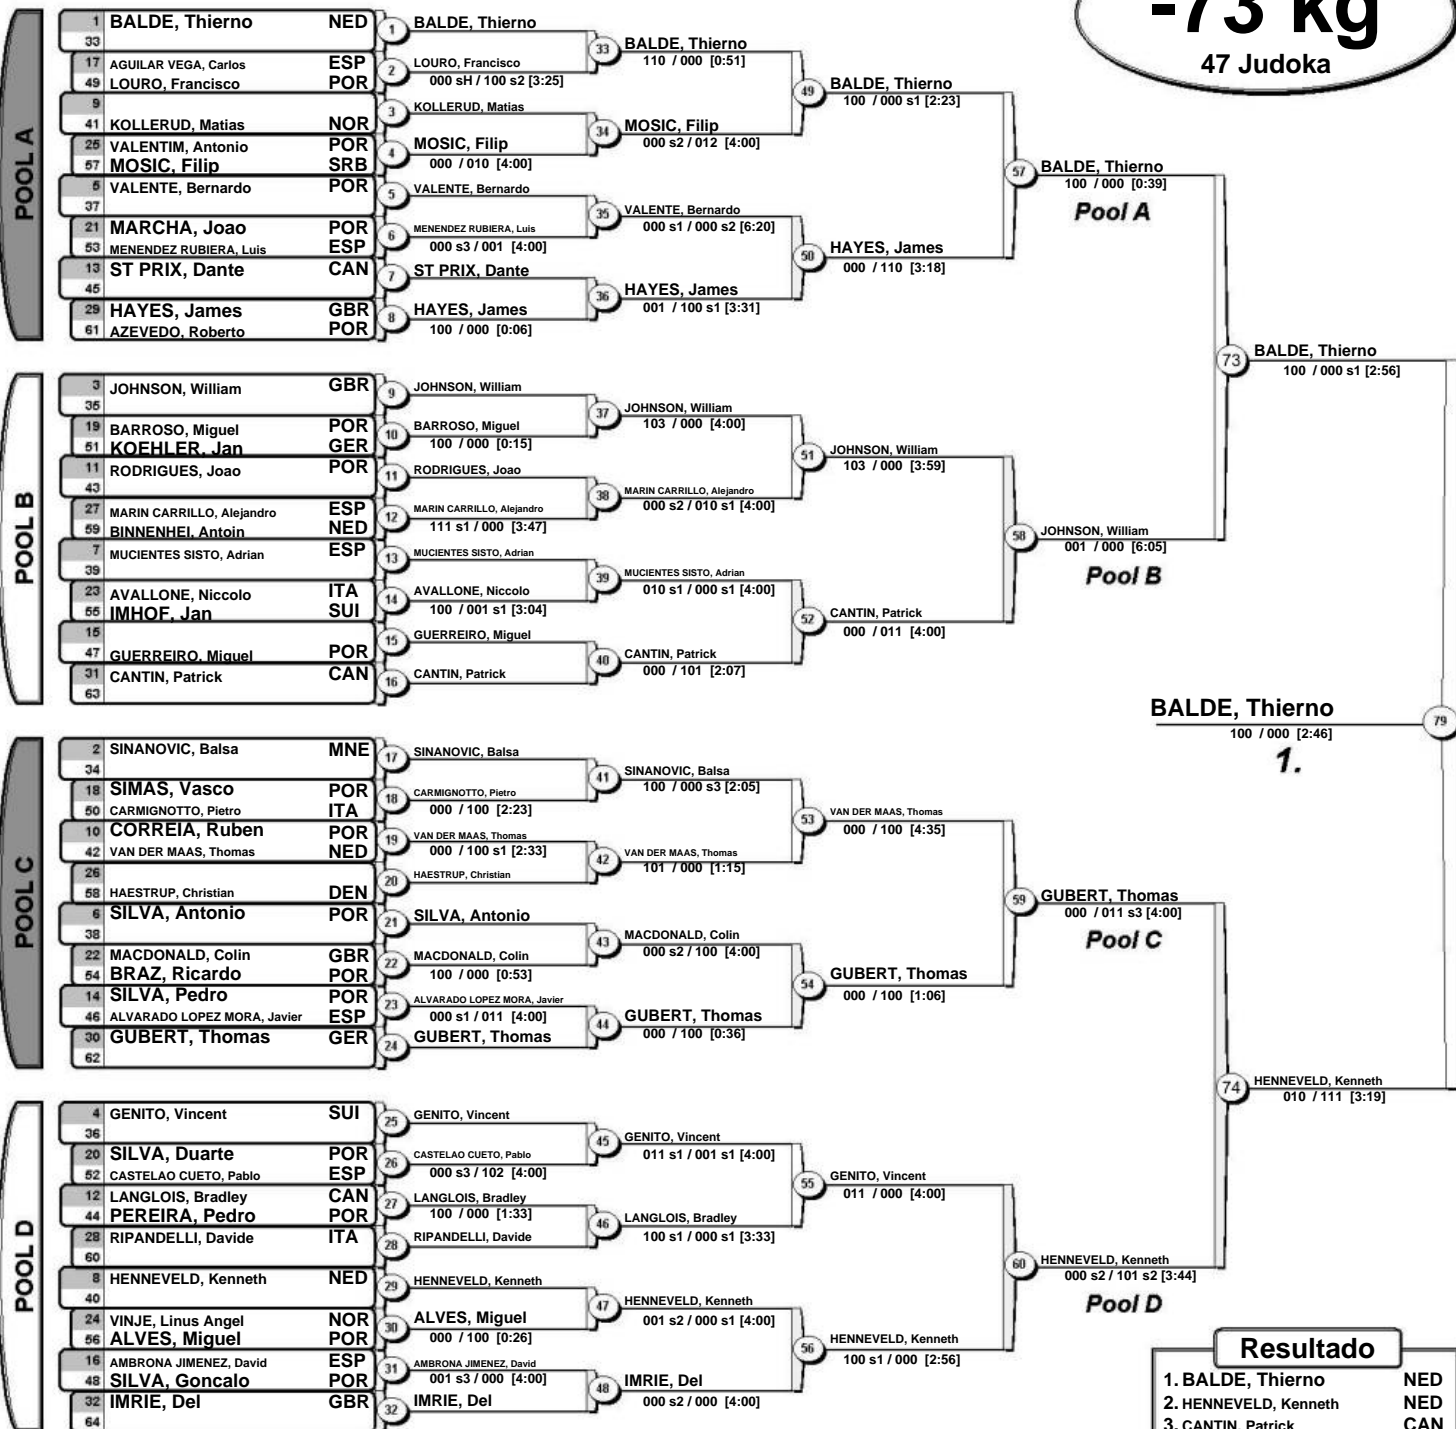 -73 kg
47 Judoka
POOL A
1 BALDE, Thierno NED
33
17 AGUILAR VEGA, Carlos ESP
49 LOURO, Francisco POR
9
41 KOLLERUD, Matias NOR
25 VALENTIM, Antonio POR
57 MOSIC, Filip SRB
5 VALENTE, Bernardo POR
37
21 MARCHA, Joao POR
53 MENENDEZ RUBIERA, Luis ESP
13 ST PRIX, Dante CAN
45
29 HAYES, James GBR
61 AZEVEDO, Roberto POR
1 BALDE, Thierno
2 LOURO, Francisco
000 sH / 100 s2 [3:25]
3 KOLLERUD, Matias
4 MOSIC, Filip
000 / 010 [4:00]
5 VALENTE, Bernardo
6 MENENDEZ RUBIERA, Luis
000 s3 / 001 [4:00]
7 ST PRIX, Dante
8 HAYES, James
100 / 000 [0:06]
33 BALDE, Thierno
110 / 000 [0:51]
34 MOSIC, Filip
000 s2 / 012 [4:00]
35 VALENTE, Bernardo
000 s1 / 000 s2 [6:20]
36 HAYES, James
001 / 100 s1 [3:31]
49 BALDE, Thierno
100 / 000 s1 [2:23]
50 HAYES, James
000 / 110 [3:18]
57 BALDE, Thierno
100 / 000 [0:39]
Pool A
POOL B
3 JOHNSON, William GBR
35
19 BARROSO, Miguel POR
51 KOEHLER, Jan GER
11 RODRIGUES, Joao POR
43
27 MARIN CARRILLO, Alejandro ESP
59 BINNENHEI, Antoin NED
7 MUCIENTES SISTO, Adrian ESP
39
23 AVALLONE, Niccolo ITA
55 IMHOF, Jan SUI
15
47 GUERREIRO, Miguel POR
31 CANTIN, Patrick CAN
63
9 JOHNSON, William
10 BARROSO, Miguel
100 / 000 [0:15]
11 RODRIGUES, Joao
12 MARIN CARRILLO, Alejandro
111 s1 / 000 [3:47]
13 MUCIENTES SISTO, Adrian
14 AVALLONE, Niccolo
100 / 001 s1 [3:04]
15 GUERREIRO, Miguel
16 CANTIN, Patrick
37 JOHNSON, William
103 / 000 [4:00]
38 MARIN CARRILLO, Alejandro
000 s2 / 010 s1 [4:00]
39 MUCIENTES SISTO, Adrian
010 s1 / 000 s1 [4:00]
40 CANTIN, Patrick
000 / 101 [2:07]
51 JOHNSON, William
103 / 000 [3:59]
52 CANTIN, Patrick
000 / 011 [4:00]
58 JOHNSON, William
001 / 000 [6:05]
Pool B
73 BALDE, Thierno
100 / 000 s1 [2:56]
BALDE, Thierno 79
100 / 000 [2:46]
1.
POOL C
2 SINANOVIC, Balsa MNE
34
18 SIMAS, Vasco POR
50 CARMIGNOTTO, Pietro ITA
10 CORREIA, Ruben POR
42 VAN DER MAAS, Thomas NED
26
58 HAESTRUP, Christian DEN
6 SILVA, Antonio POR
38
22 MACDONALD, Colin GBR
54 BRAZ, Ricardo POR
14 SILVA, Pedro POR
46 ALVARADO LOPEZ MORA, Javier ESP
30 GUBERT, Thomas GER
62
17 SINANOVIC, Balsa
18 CARMIGNOTTO, Pietro
000 / 100 [2:23]
19 VAN DER MAAS, Thomas
000 / 100 s1 [2:33]
20 HAESTRUP, Christian
21 SILVA, Antonio
22 MACDONALD, Colin
100 / 000 [0:53]
23 ALVARADO LOPEZ MORA, Javier
000 s1 / 011 [4:00]
24 GUBERT, Thomas
41 SINANOVIC, Balsa
100 / 000 s3 [2:05]
42 VAN DER MAAS, Thomas
101 / 000 [1:15]
43 MACDONALD, Colin
000 s2 / 100 [4:00]
44 GUBERT, Thomas
000 / 100 [0:36]
53 VAN DER MAAS, Thomas
000 / 100 [4:35]
54 GUBERT, Thomas
000 / 100 [1:06]
59 GUBERT, Thomas
000 / 011 s3 [4:00]
Pool C
POOL D
4 GENITO, Vincent SUI
36
20 SILVA, Duarte POR
52 CASTELAO CUETO, Pablo ESP
12 LANGLOIS, Bradley CAN
44 PEREIRA, Pedro POR
28 RIPANDELLI, Davide ITA
60
8 HENNEVELD, Kenneth NED
40
24 VINJE, Linus Angel NOR
56 ALVES, Miguel POR
16 AMBRONA JIMENEZ, David ESP
48 SILVA, Goncalo POR
32 IMRIE, Del GBR
64
25 GENITO, Vincent
26 CASTELAO CUETO, Pablo
000 s3 / 102 [4:00]
27 LANGLOIS, Bradley
100 / 000 [1:33]
28 RIPANDELLI, Davide
29 HENNEVELD, Kenneth
30 ALVES, Miguel
000 / 100 [0:26]
31 AMBRONA JIMENEZ, David
001 s3 / 000 [4:00]
32 IMRIE, Del
45 GENITO, Vincent
011 s1 / 001 s1 [4:00]
46 LANGLOIS, Bradley
100 s1 / 000 s1 [3:33]
47 HENNEVELD, Kenneth
001 s2 / 000 s1 [4:00]
48 IMRIE, Del
000 s2 / 000 [4:00]
55 GENITO, Vincent
011 / 000 [4:00]
56 HENNEVELD, Kenneth
100 s1 / 000 [2:56]
60 HENNEVELD, Kenneth
000 s2 / 101 s2 [3:44]
Pool D
74 HENNEVELD, Kenneth
010 / 111 [3:19]
Resultado
1. BALDE, Thierno NED
2. HENNEVELD, Kenneth NED
3. CANTIN, Patrick CAN